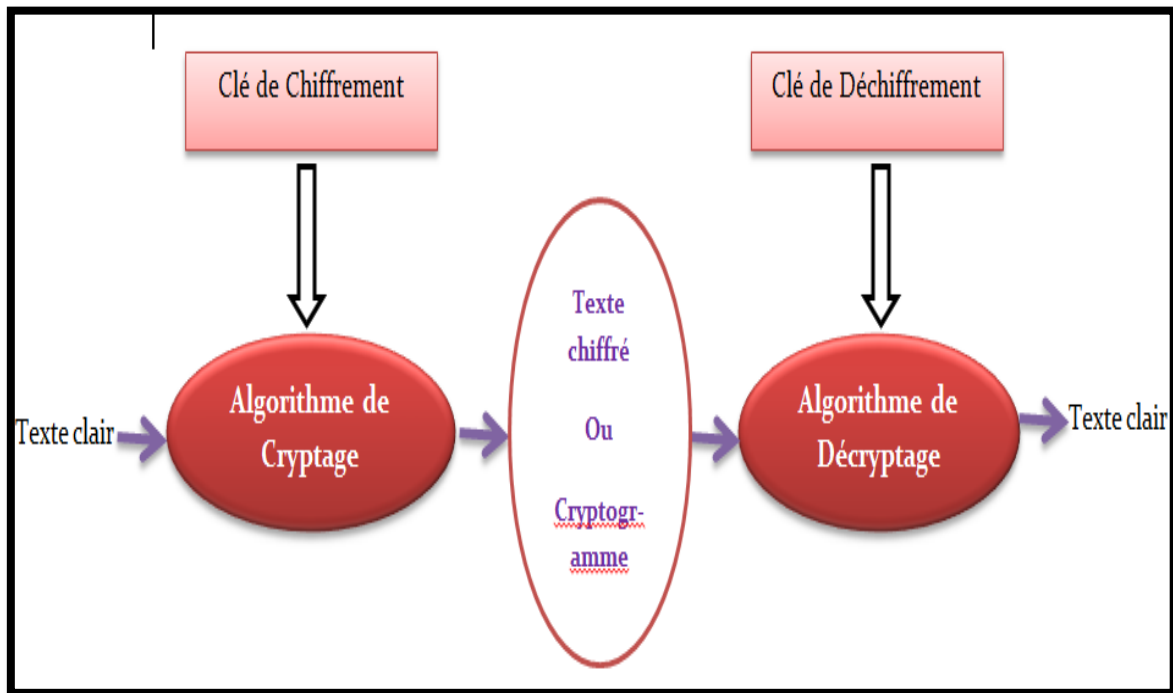 Clé de Chiffrement
Clé de Déchiffrement
Texte clair
Algorithme de
Cryptage
Texte
chiffré
Ou
Cryptogr-
amme
Algorithme de
Décryptage
Texte clair